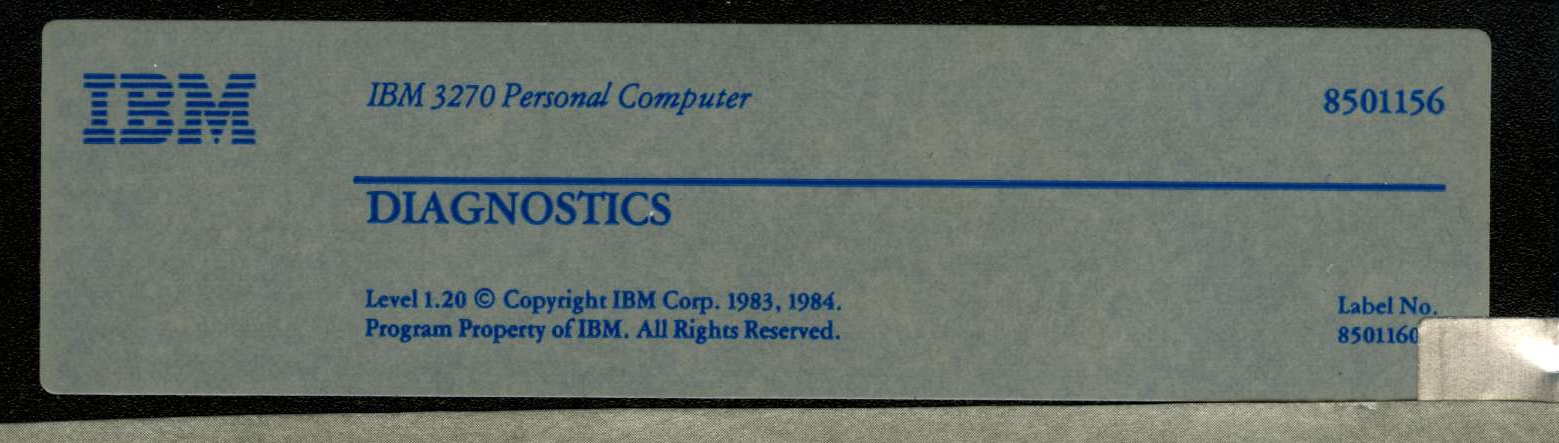 IBM
IBM 3270 Personal Computer
8501156
DIAGNOSTICS
Level 1.20 © Copyright IBM Corp. 1983, 1984.
Program Property of IBM. All Rights Reserved.
Label No.
8501160